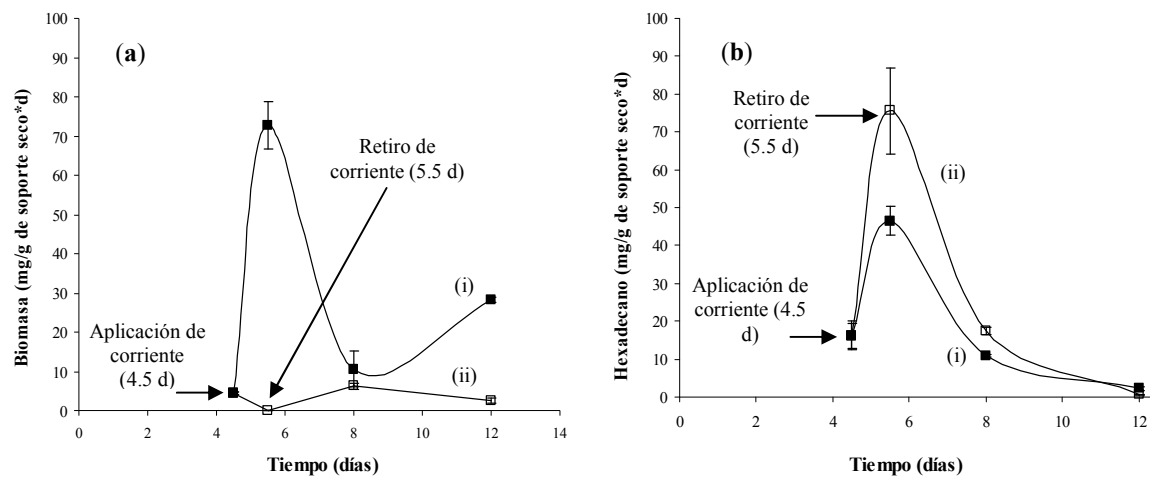 (a)
Biomasa (mg/g de soporte seco*d)
100
90
80
70
60
50
40
30
20
10
0
Retiro de
corriente (5.5 d)
Aplicación de
corriente
(4.5 d)
(i)
(ii)
0 2 4 6 8 10 12 14
Tiempo (días)
(b)
Hexadecano (mg/g de soporte seco*d)
100
90
80
70
60
50
40
30
20
10
0
Retiro de
corriente
(5.5 d)
(ii)
Aplicación de
corriente (4.5
d)
(i)
0 2 4 6 8 10 12
Tiempo (días)